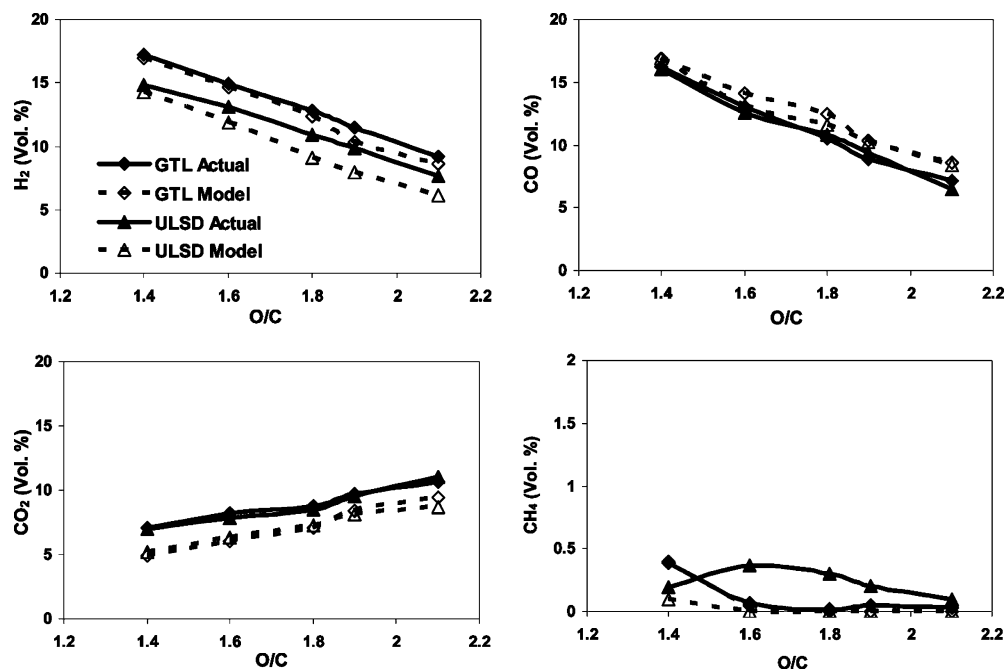 20
15
10
5
0
H₂ (Vol. %)
GTL Actual
GTL Model
ULSD Actual
ULSD Model
1.2 1.4 1.6 1.8 2 2.2
O/C
20
15
10
5
0
CO (Vol. %)
1.2 1.4 1.6 1.8 2 2.2
O/C
20
15
10
5
0
CO₂ (Vol. %)
1.2 1.4 1.6 1.8 2 2.2
O/C
2
1.5
1
0.5
0
CH₄ (Vol. %)
1.2 1.4 1.6 1.8 2 2.2
O/C